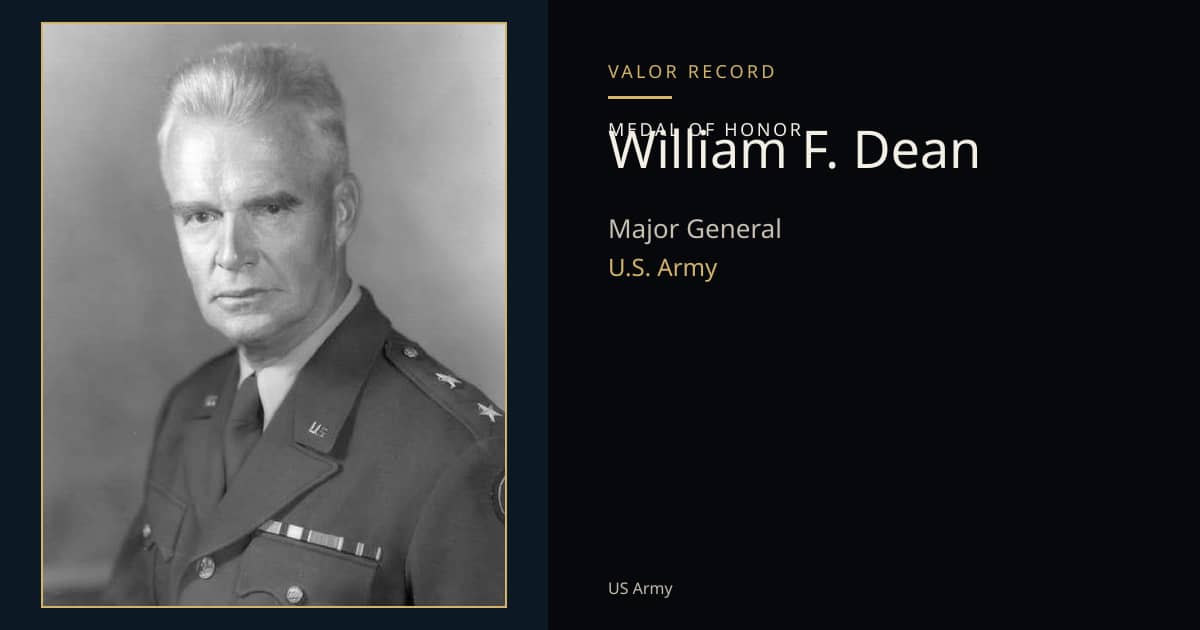 VALOR RECORD
MEDAL OF HONOR
William F. Dean
Major General
U.S. Army
US Army